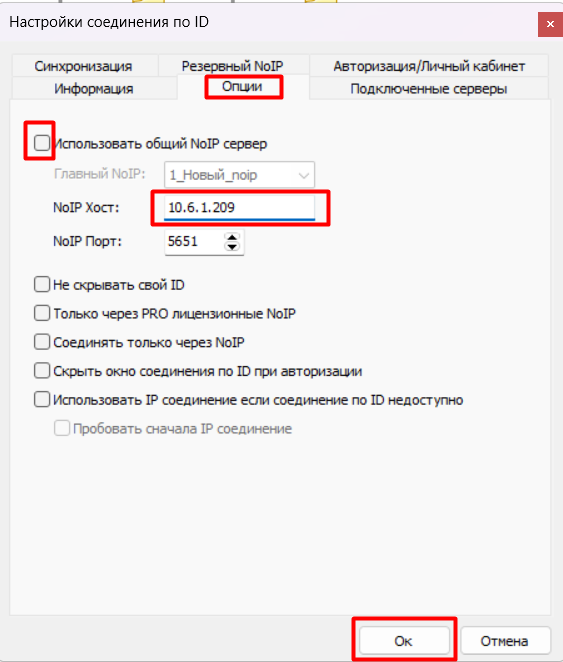 Настройки соединения по ID
Синхронизация Резервный NoIP Авторизация/Личный кабинет
Информация Опции Подключенные серверы
Использовать общий NoIP сервер
Главный NoIP: 1_Новый_noip
NoIP Хост: 10.6.1.209
NoIP Порт: 5651
Не скрывать свой ID
Только через PRO лицензионные NoIP
Соединять только через NoIP
Скрыть окно соединения по ID при авторизации
Использовать IP соединение если соединение по ID недоступно
Пробовать сначала IP соединение
Ок Отмена